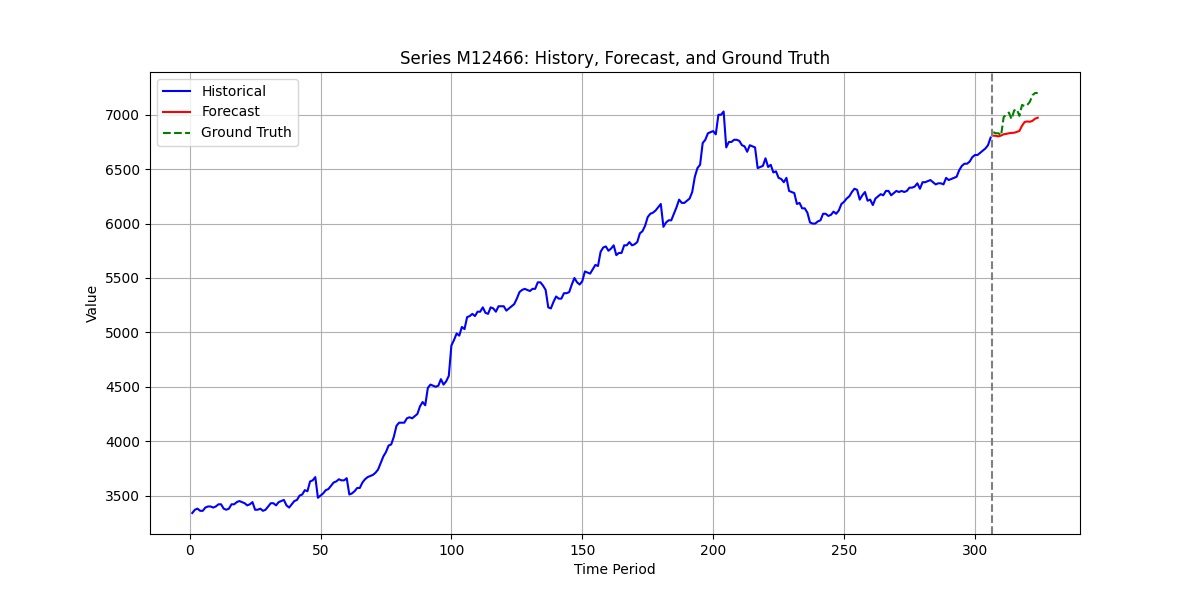 Series M12466: History, Forecast, and Ground Truth
Historical
Forecast
Ground Truth
7000
6500
6000
5500
5000
4500
4000
3500
Value
0 50 100 150 200 250 300
Time Period